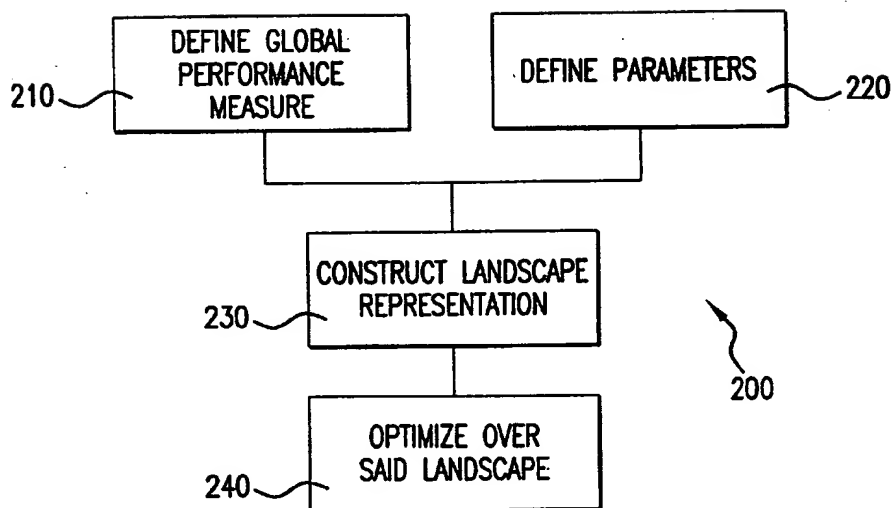 DEFINE GLOBAL
PERFORMANCE
MEASURE
210
DEFINE PARAMETERS
220
CONSTRUCT LANDSCAPE
REPRESENTATION
230
200
OPTIMIZE OVER
SAID LANDSCAPE
240